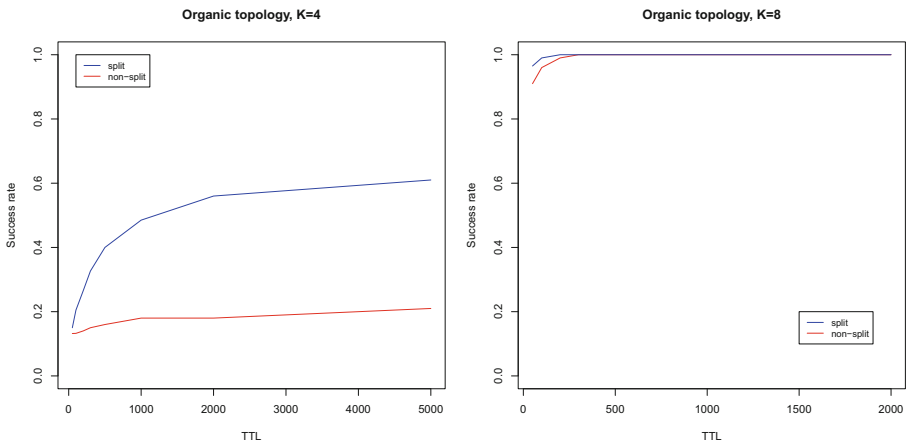 Organic topology, K=4
Success rate
1.0
0.8
0.6
0.4
0.2
0.0
split
non−split
0
1000
2000
3000
4000
5000
TTL
Organic topology, K=8
Success rate
1.0
0.8
0.6
0.4
0.2
0.0
split
non−split
0
500
1000
1500
2000
TTL